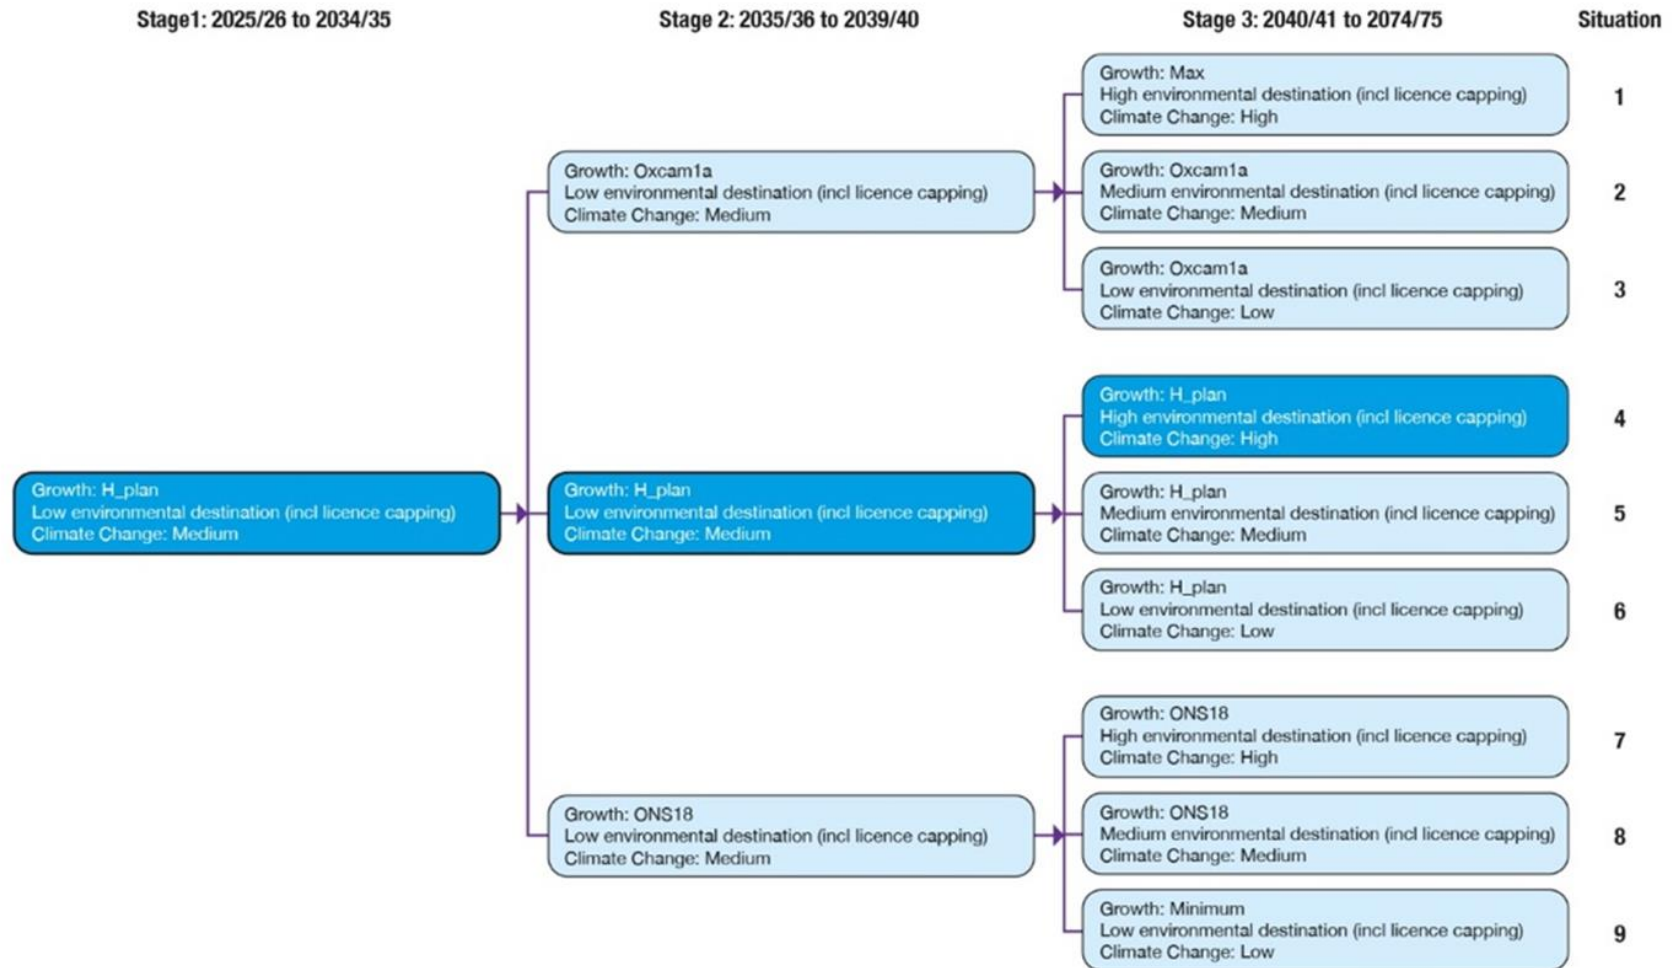 Stage1: 2025/26 to 2034/35
Stage 2: 2035/36 to 2039/40
Stage 3: 2040/41 to 2074/75
Situation
Growth: H_plan
Low environmental destination (incl licence capping)
Climate Change: Medium
Growth: Oxcam1a
Low environmental destination (incl licence capping)
Climate Change: Medium
Growth: H_plan
Low environmental destination (incl licence capping)
Climate Change: Medium
Growth: ONS18
Low environmental destination (incl licence capping)
Climate Change: Medium
Growth: Max
High environmental destination (incl licence capping)
Climate Change: High
1
Growth: Oxcam1a
Medium environmental destination (incl licence capping)
Climate Change: Medium
2
Growth: Oxcam1a
Low environmental destination (incl licence capping)
Climate Change: Low
3
Growth: H_plan
High environmental destination (incl licence capping)
Climate Change: High
4
Growth: H_plan
Medium environmental destination (incl licence capping)
Climate Change: Medium
5
Growth: H_plan
Low environmental destination (incl licence capping)
Climate Change: Low
6
Growth: ONS18
High environmental destination (incl licence capping)
Climate Change: High
7
Growth: ONS18
Medium environmental destination (incl licence capping)
Climate Change: Medium
8
Growth: Minimum
Low environmental destination (incl licence capping)
Climate Change: Low
9